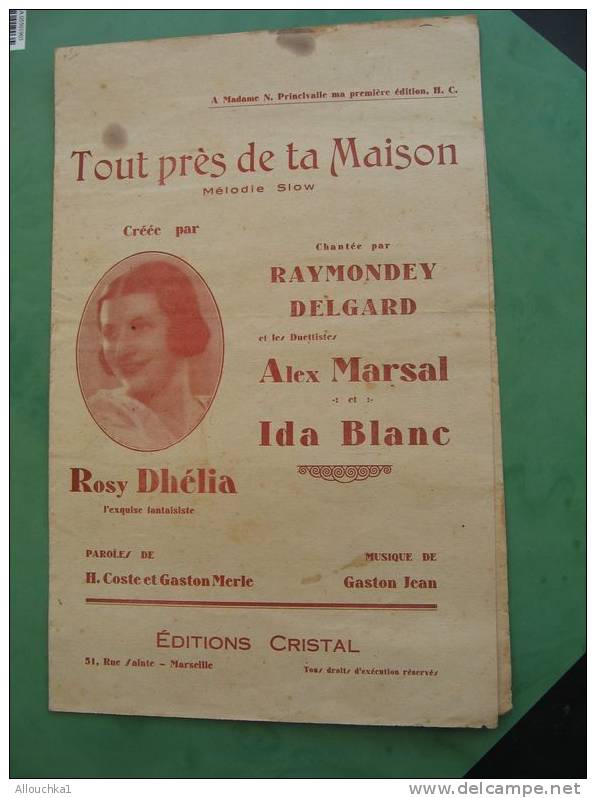 A Madame N. Princivalle ma première édition, H. C.
Tout près de ta Maison
Mélodie Slow
Créée par
Chantée par
RAYMONDEY
DELGARD
et les Duettistes
Alex Marsal
-: et :-
Ida Blanc
Rosy Dhélia
l'exquise fantaisiste
PAROLES DE
H. Coste et Gaston Merle
MUSIQUE DE
Gaston Jean
ÉDITIONS CRISTAL
51, Rue Sainte - Marseille
Tous droits d'exécution réservés
Allouchka1
www.delcampe.net